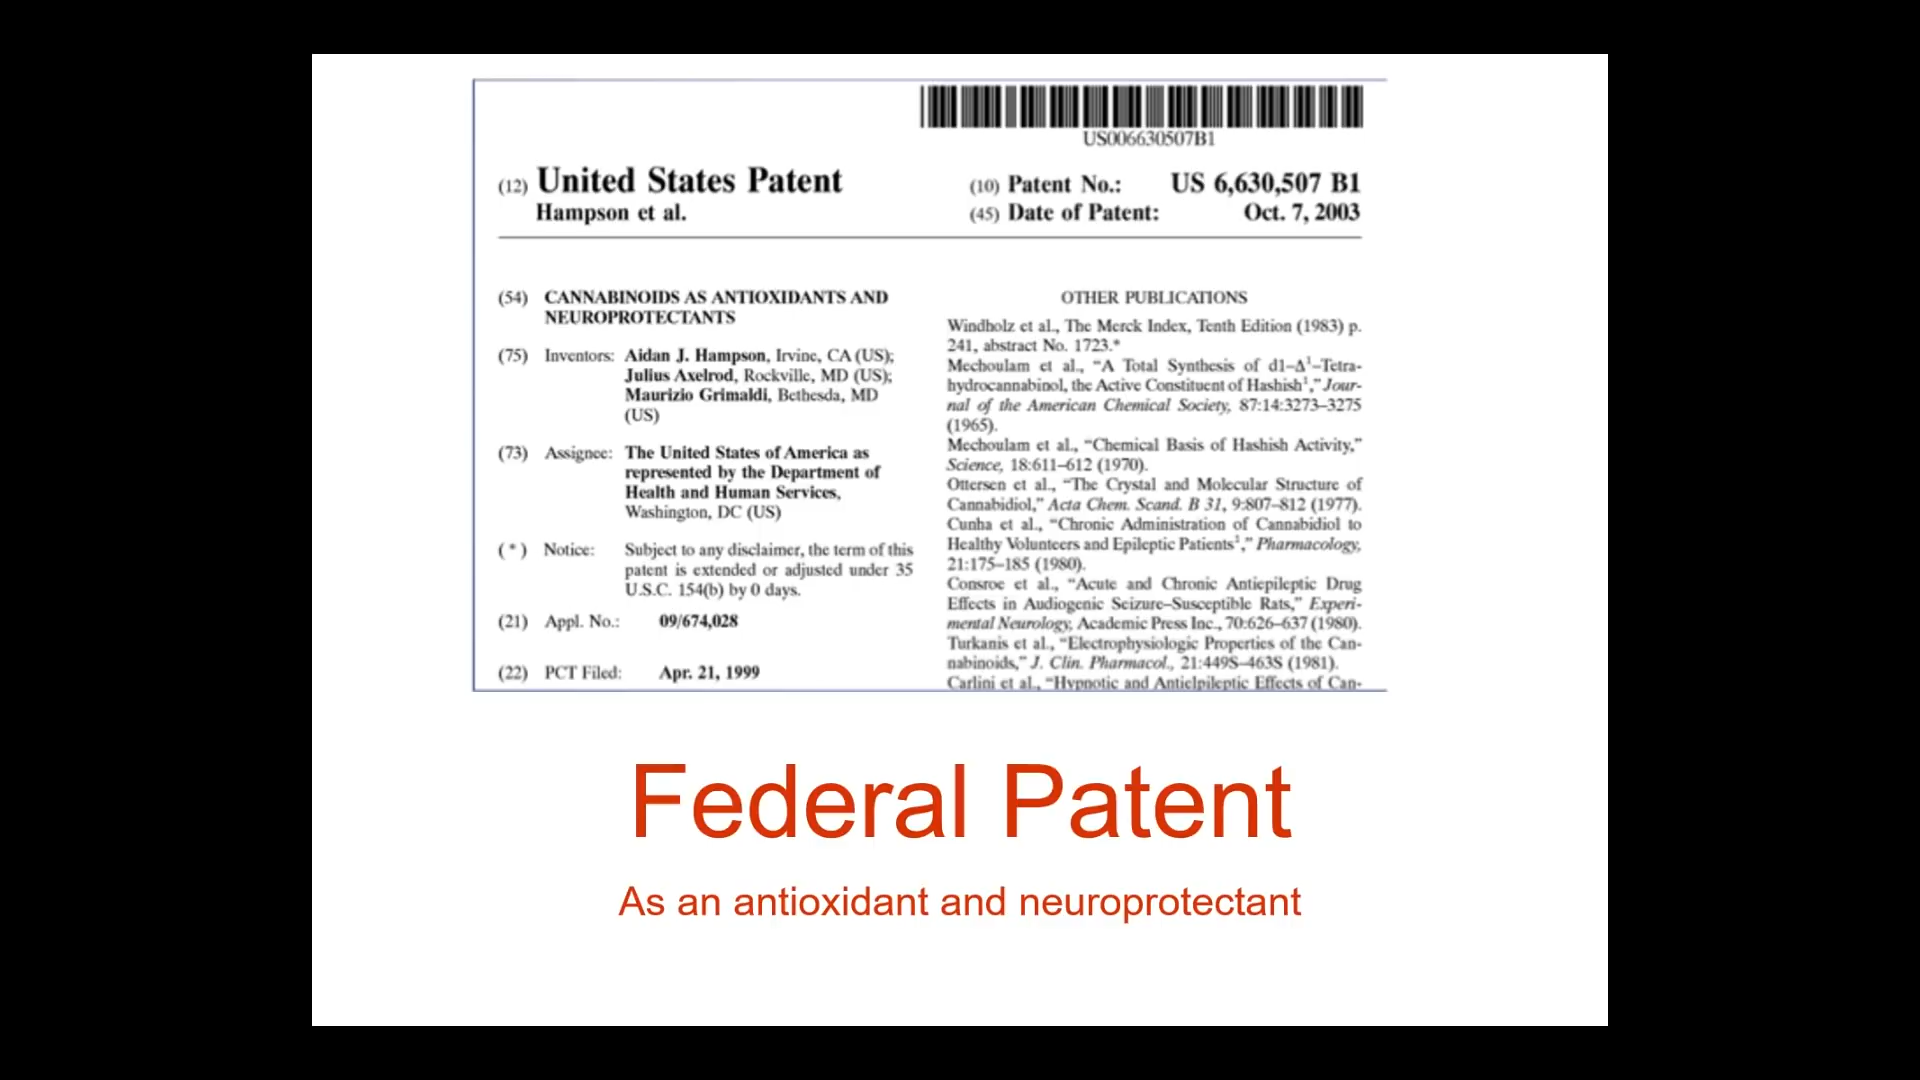 US006630507B1
(12) United States Patent
Hampson et al.
(10) Patent No.: US 6,630,507 B1
(45) Date of Patent: Oct. 7, 2003
(54) CANNABINOIDS AS ANTIOXIDANTS AND
NEUROPROTECTANTS
(75) Inventors: Aidan J. Hampson, Irvine, CA (US);
Julius Axelrod, Rockville, MD (US);
Maurizio Grimaldi, Bethesda, MD
(US)
(73) Assignee: The United States of America as
represented by the Department of
Health and Human Services,
Washington, DC (US)
(*) Notice: Subject to any disclaimer, the term of this
patent is extended or adjusted under 35
U.S.C. 154(b) by 0 days.
(21) Appl. No.: 09/674,028
(22) PCT Filed: Apr. 21, 1999
OTHER PUBLICATIONS
Windholz et al., The Merck Index, Tenth Edition (1983) p.
241, abstract No. 1723.*
Mechoulam et al., “A Total Synthesis of d1–Δ¹–Tetra-
hydrocannabinol, the Active Constituent of Hashish¹,” Jour-
nal of the American Chemical Society, 87:14:3273–3275
(1965).
Mechoulam et al., “Chemical Basis of Hashish Activity,”
Science, 18:611–612 (1970).
Ottersen et al., “The Crystal and Molecular Structure of
Cannabidiol,” Acta Chem. Scand. B 31, 9:807–812 (1977).
Cunha et al., “Chronic Administration of Cannabidiol to
Healthy Volunteers and Epileptic Patients¹,” Pharmacology,
21:175–185 (1980).
Consroe et al., “Acute and Chronic Antiepileptic Drug
Effects in Audiogenic Seizure–Susceptible Rats,” Experi-
mental Neurology, Academic Press Inc., 70:626–637 (1980).
Turkanis et al., “Electrophysiologic Properties of the Can-
nabinoids,” J. Clin. Pharmacol., 21:449S–463S (1981).
Carlini et al., “Hypnotic and Antielpileptic Effects of Can-
Federal Patent
As an antioxidant and neuroprotectant